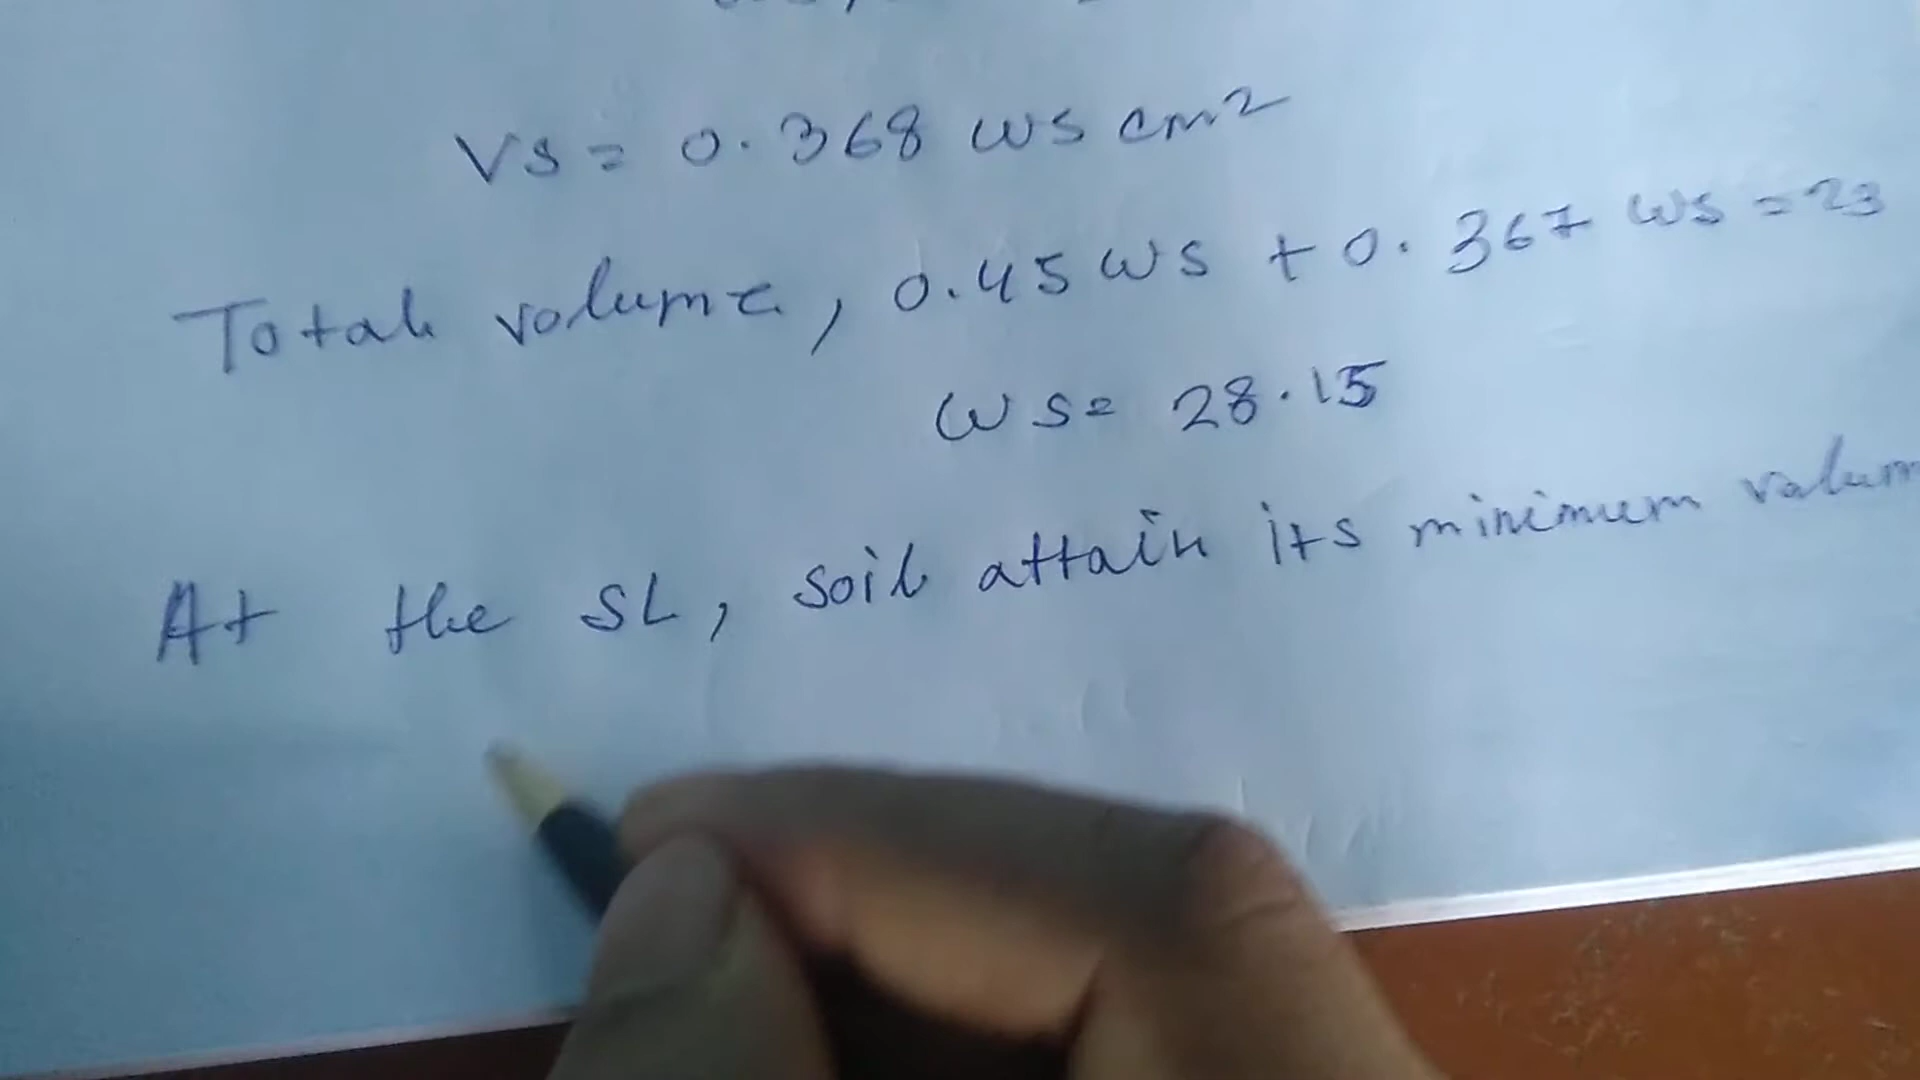 Vs = 0.368 ws cm2
Total volume, 0.45 ws + 0.367 ws = 23
ws = 28.15
At the SL, soil attain its minimum